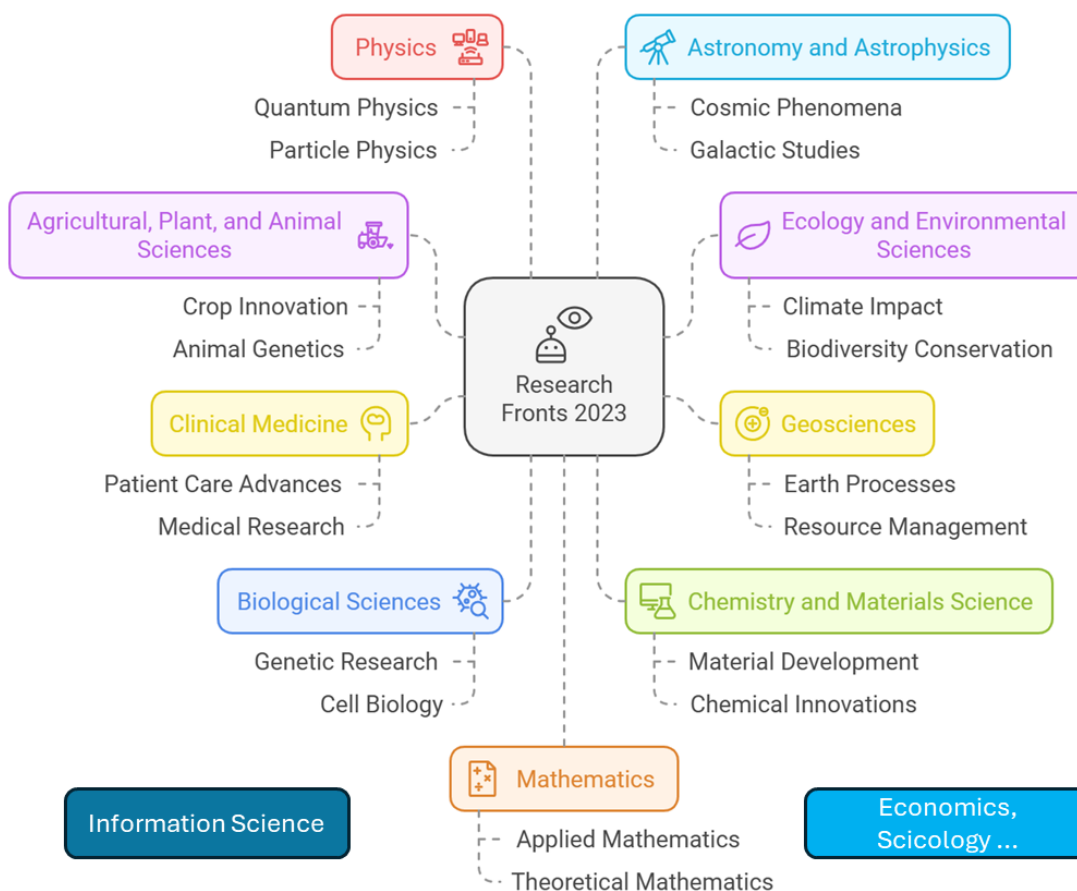 Physics
Astronomy and Astrophysics
Quantum Physics
Cosmic Phenomena
Particle Physics
Galactic Studies
Agricultural, Plant, and Animal
Sciences
Ecology and Environmental
Sciences
Crop Innovation
Climate Impact
Animal Genetics
Biodiversity Conservation
Research
Fronts 2023
Clinical Medicine
Geosciences
Patient Care Advances
Earth Processes
Medical Research
Resource Management
Biological Sciences
Chemistry and Materials Science
Genetic Research
Material Development
Cell Biology
Chemical Innovations
Mathematics
Information Science
Economics,
Scicology ...
Applied Mathematics
Theoretical Mathematics